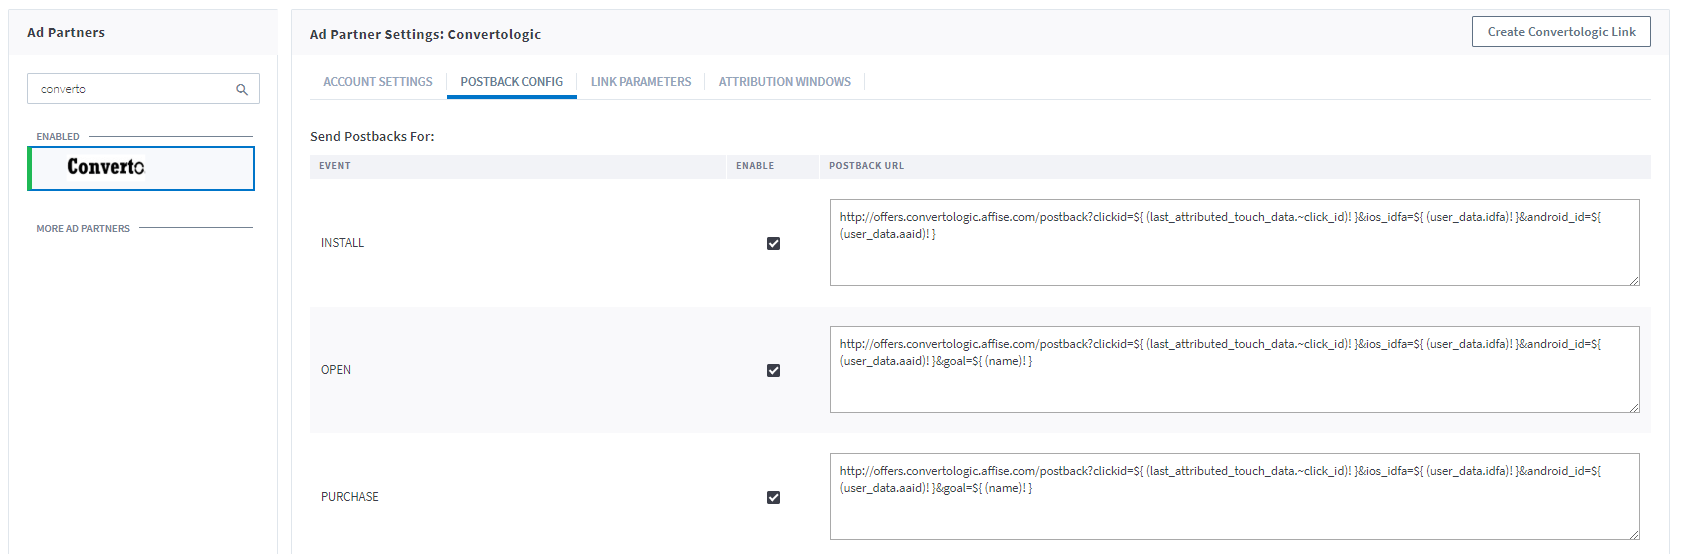 Ad Partners
converto
ENABLED
Converto
MORE AD PARTNERS
Ad Partner Settings: Convertologic
Create Convertologic Link
ACCOUNT SETTINGS POSTBACK CONFIG LINK PARAMETERS ATTRIBUTION WINDOWS
Send Postbacks For:
EVENT ENABLE POSTBACK URL
INSTALL
http://offers.convertologic.affise.com/postback?clickid=${ (last_attributed_touch_data.~click_id)! }&ios_idfa=${ (user_data.idfa)! }&android_id=${
(user_data.aaid)! }
OPEN
http://offers.convertologic.affise.com/postback?clickid=${ (last_attributed_touch_data.~click_id)! }&ios_idfa=${ (user_data.idfa)! }&android_id=${
(user_data.aaid)! }&goal=${ (name)! }
PURCHASE
http://offers.convertologic.affise.com/postback?clickid=${ (last_attributed_touch_data.~click_id)! }&ios_idfa=${ (user_data.idfa)! }&android_id=${
(user_data.aaid)! }&goal=${ (name)! }